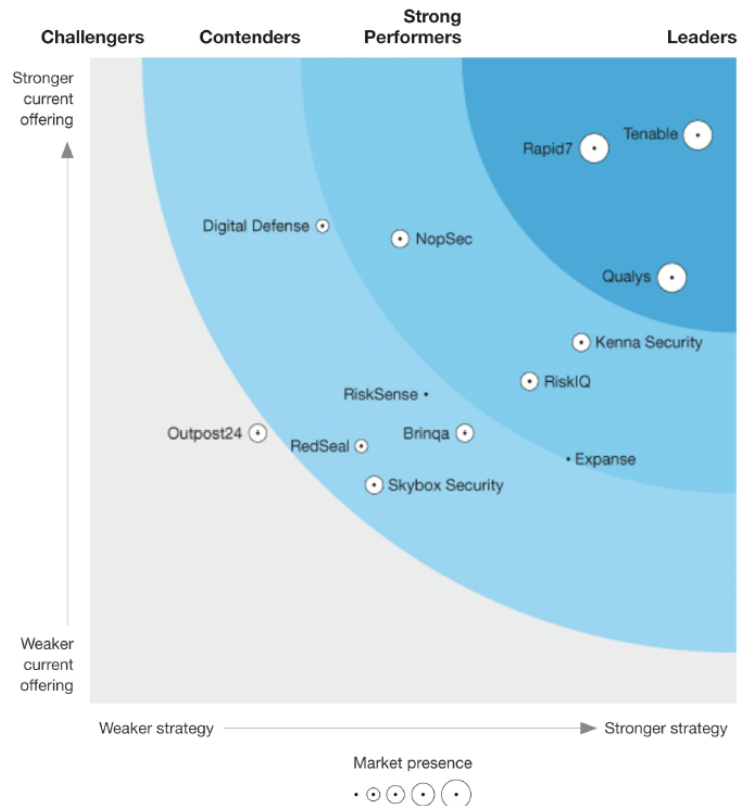 Challengers
Contenders
Strong
Performers
Leaders
Stronger
current
offering
Tenable
Rapid7
Digital Defense
NopSec
Qualys
Kenna Security
RiskIQ
RiskSense
Outpost24
Brinqa
RedSeal
Expanse
Skybox Security
Weaker
current
offering
Weaker strategy
Stronger strategy
Market presence